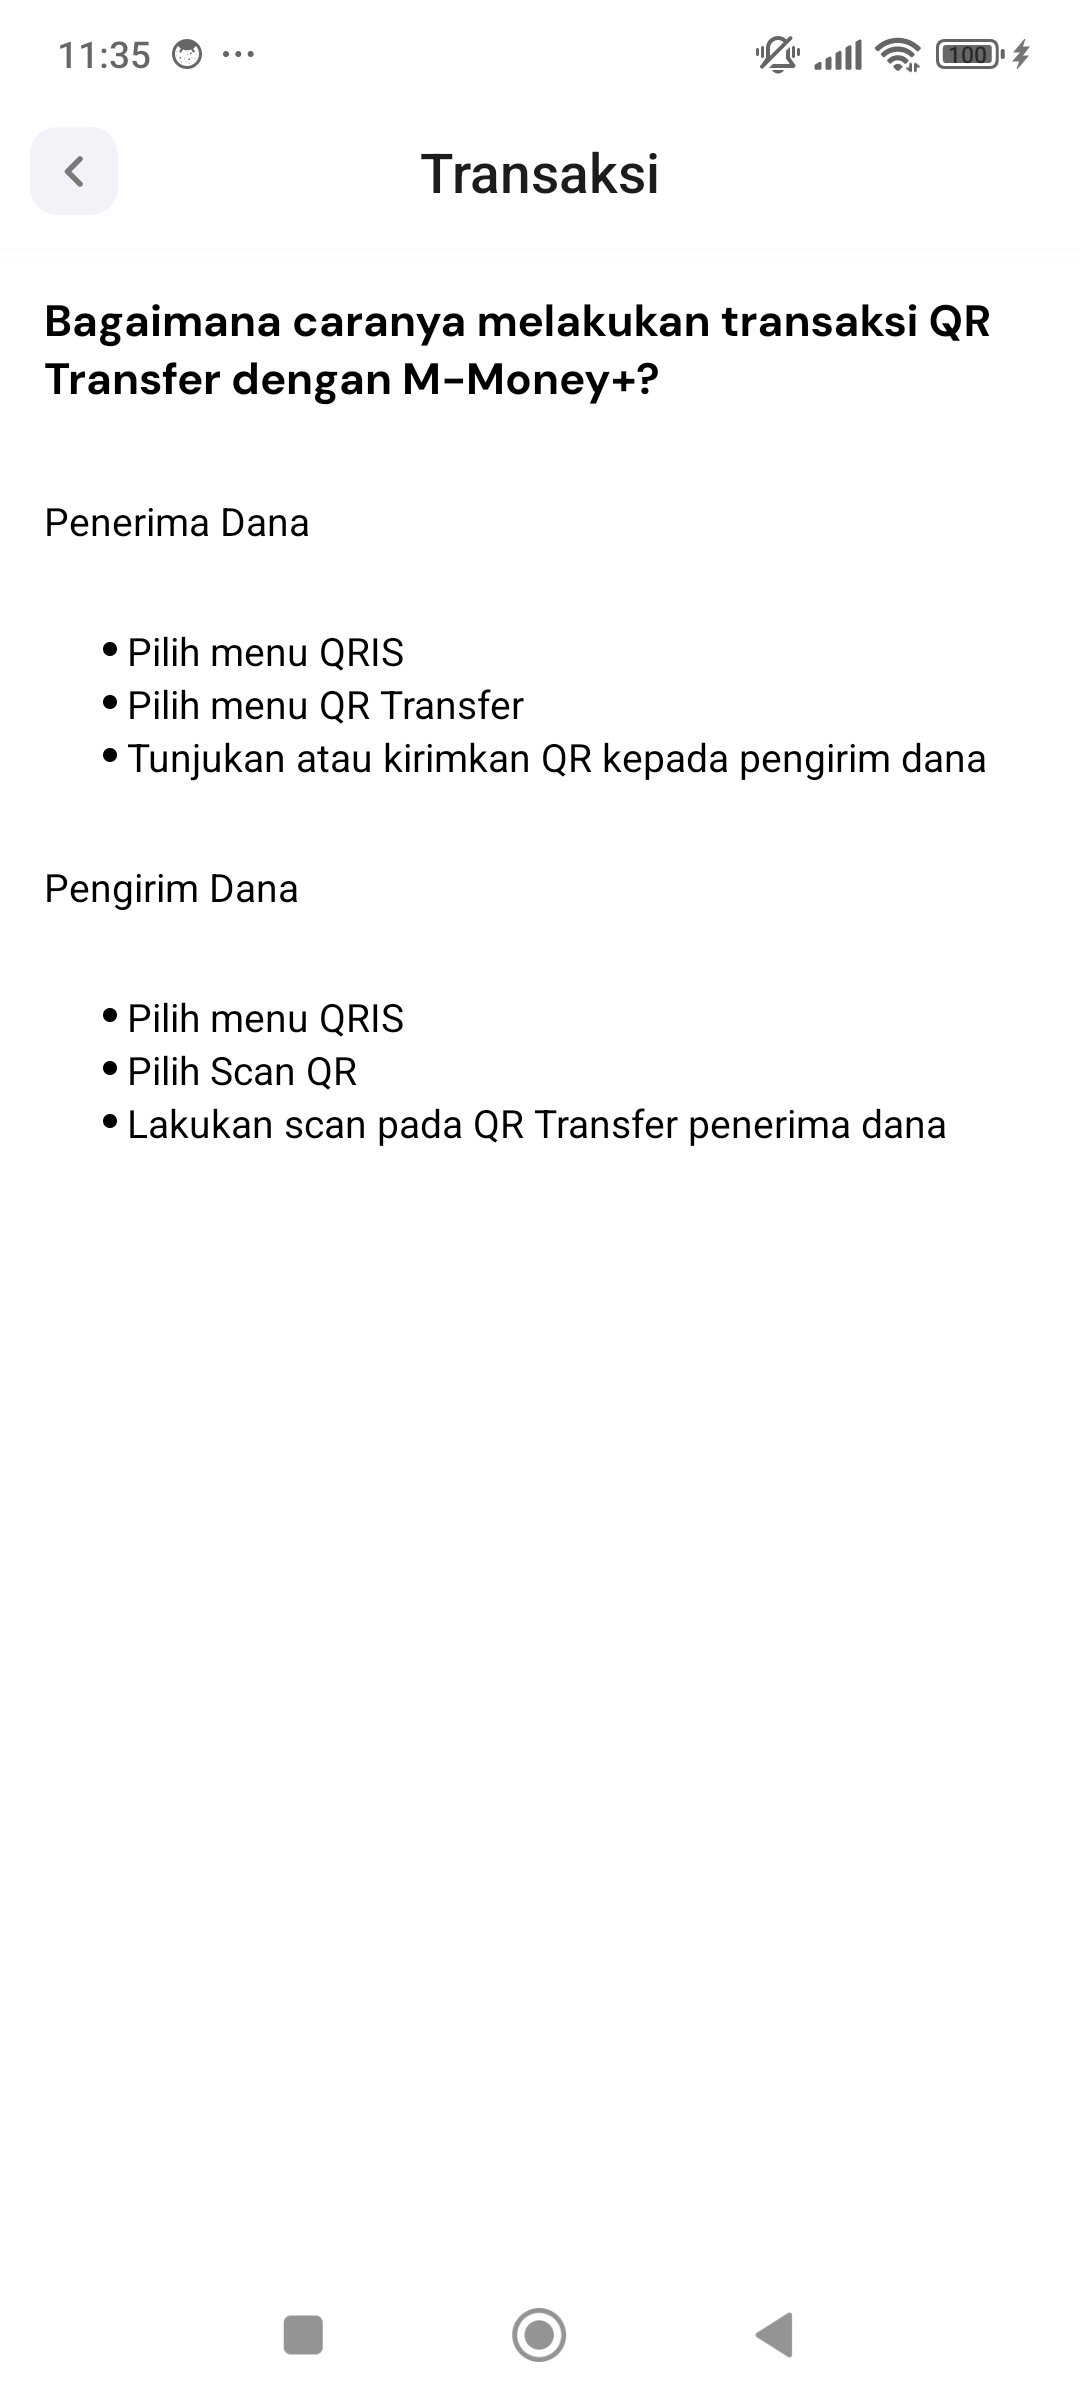 11:35
100
Transaksi
Bagaimana caranya melakukan transaksi QR
Transfer dengan M-Money+?
Penerima Dana
• Pilih menu QRIS
• Pilih menu QR Transfer
• Tunjukan atau kirimkan QR kepada pengirim dana
Pengirim Dana
• Pilih menu QRIS
• Pilih Scan QR
• Lakukan scan pada QR Transfer penerima dana